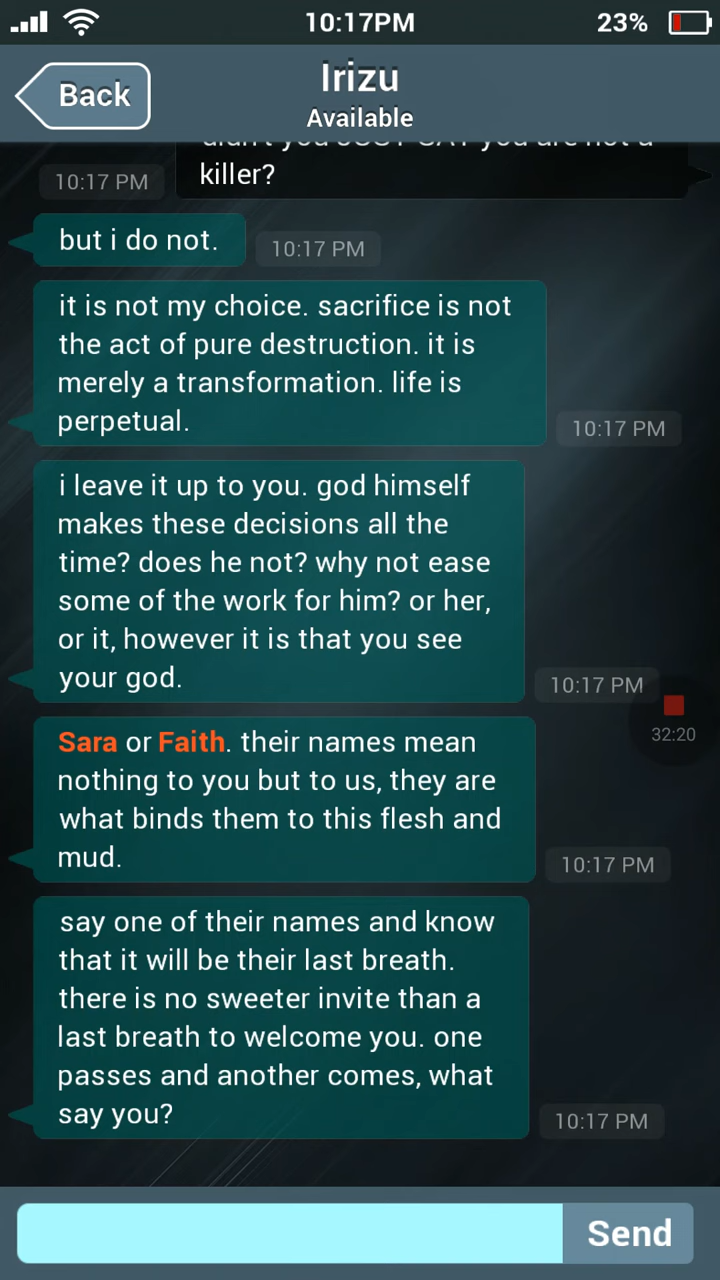 10:17PM
23%
Back
Irizu
Available
killer?
10:17 PM
but i do not.
10:17 PM
it is not my choice. sacrifice is not
the act of pure destruction. it is
merely a transformation. life is
perpetual.
10:17 PM
i leave it up to you. god himself
makes these decisions all the
time? does he not? why not ease
some of the work for him? or her,
or it, however it is that you see
your god.
10:17 PM
32:20
Sara or Faith. their names mean
nothing to you but to us, they are
what binds them to this flesh and
mud.
10:17 PM
say one of their names and know
that it will be their last breath.
there is no sweeter invite than a
last breath to welcome you. one
passes and another comes, what
say you?
10:17 PM
Send